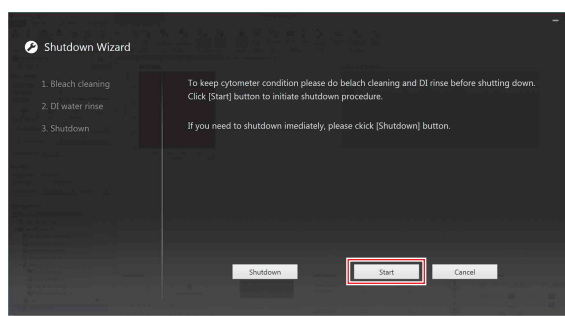 Shutdown Wizard
1. Bleach cleaning
2. DI water rinse
3. Shutdown
To keep cytometer condition please do belach cleaning and DI rinse before shutting down.
Click [Start] button to initiate shutdown procedure.
If you need to shutdown imediately, please ckick [Shutdown] button.
Shutdown
Start
Cancel